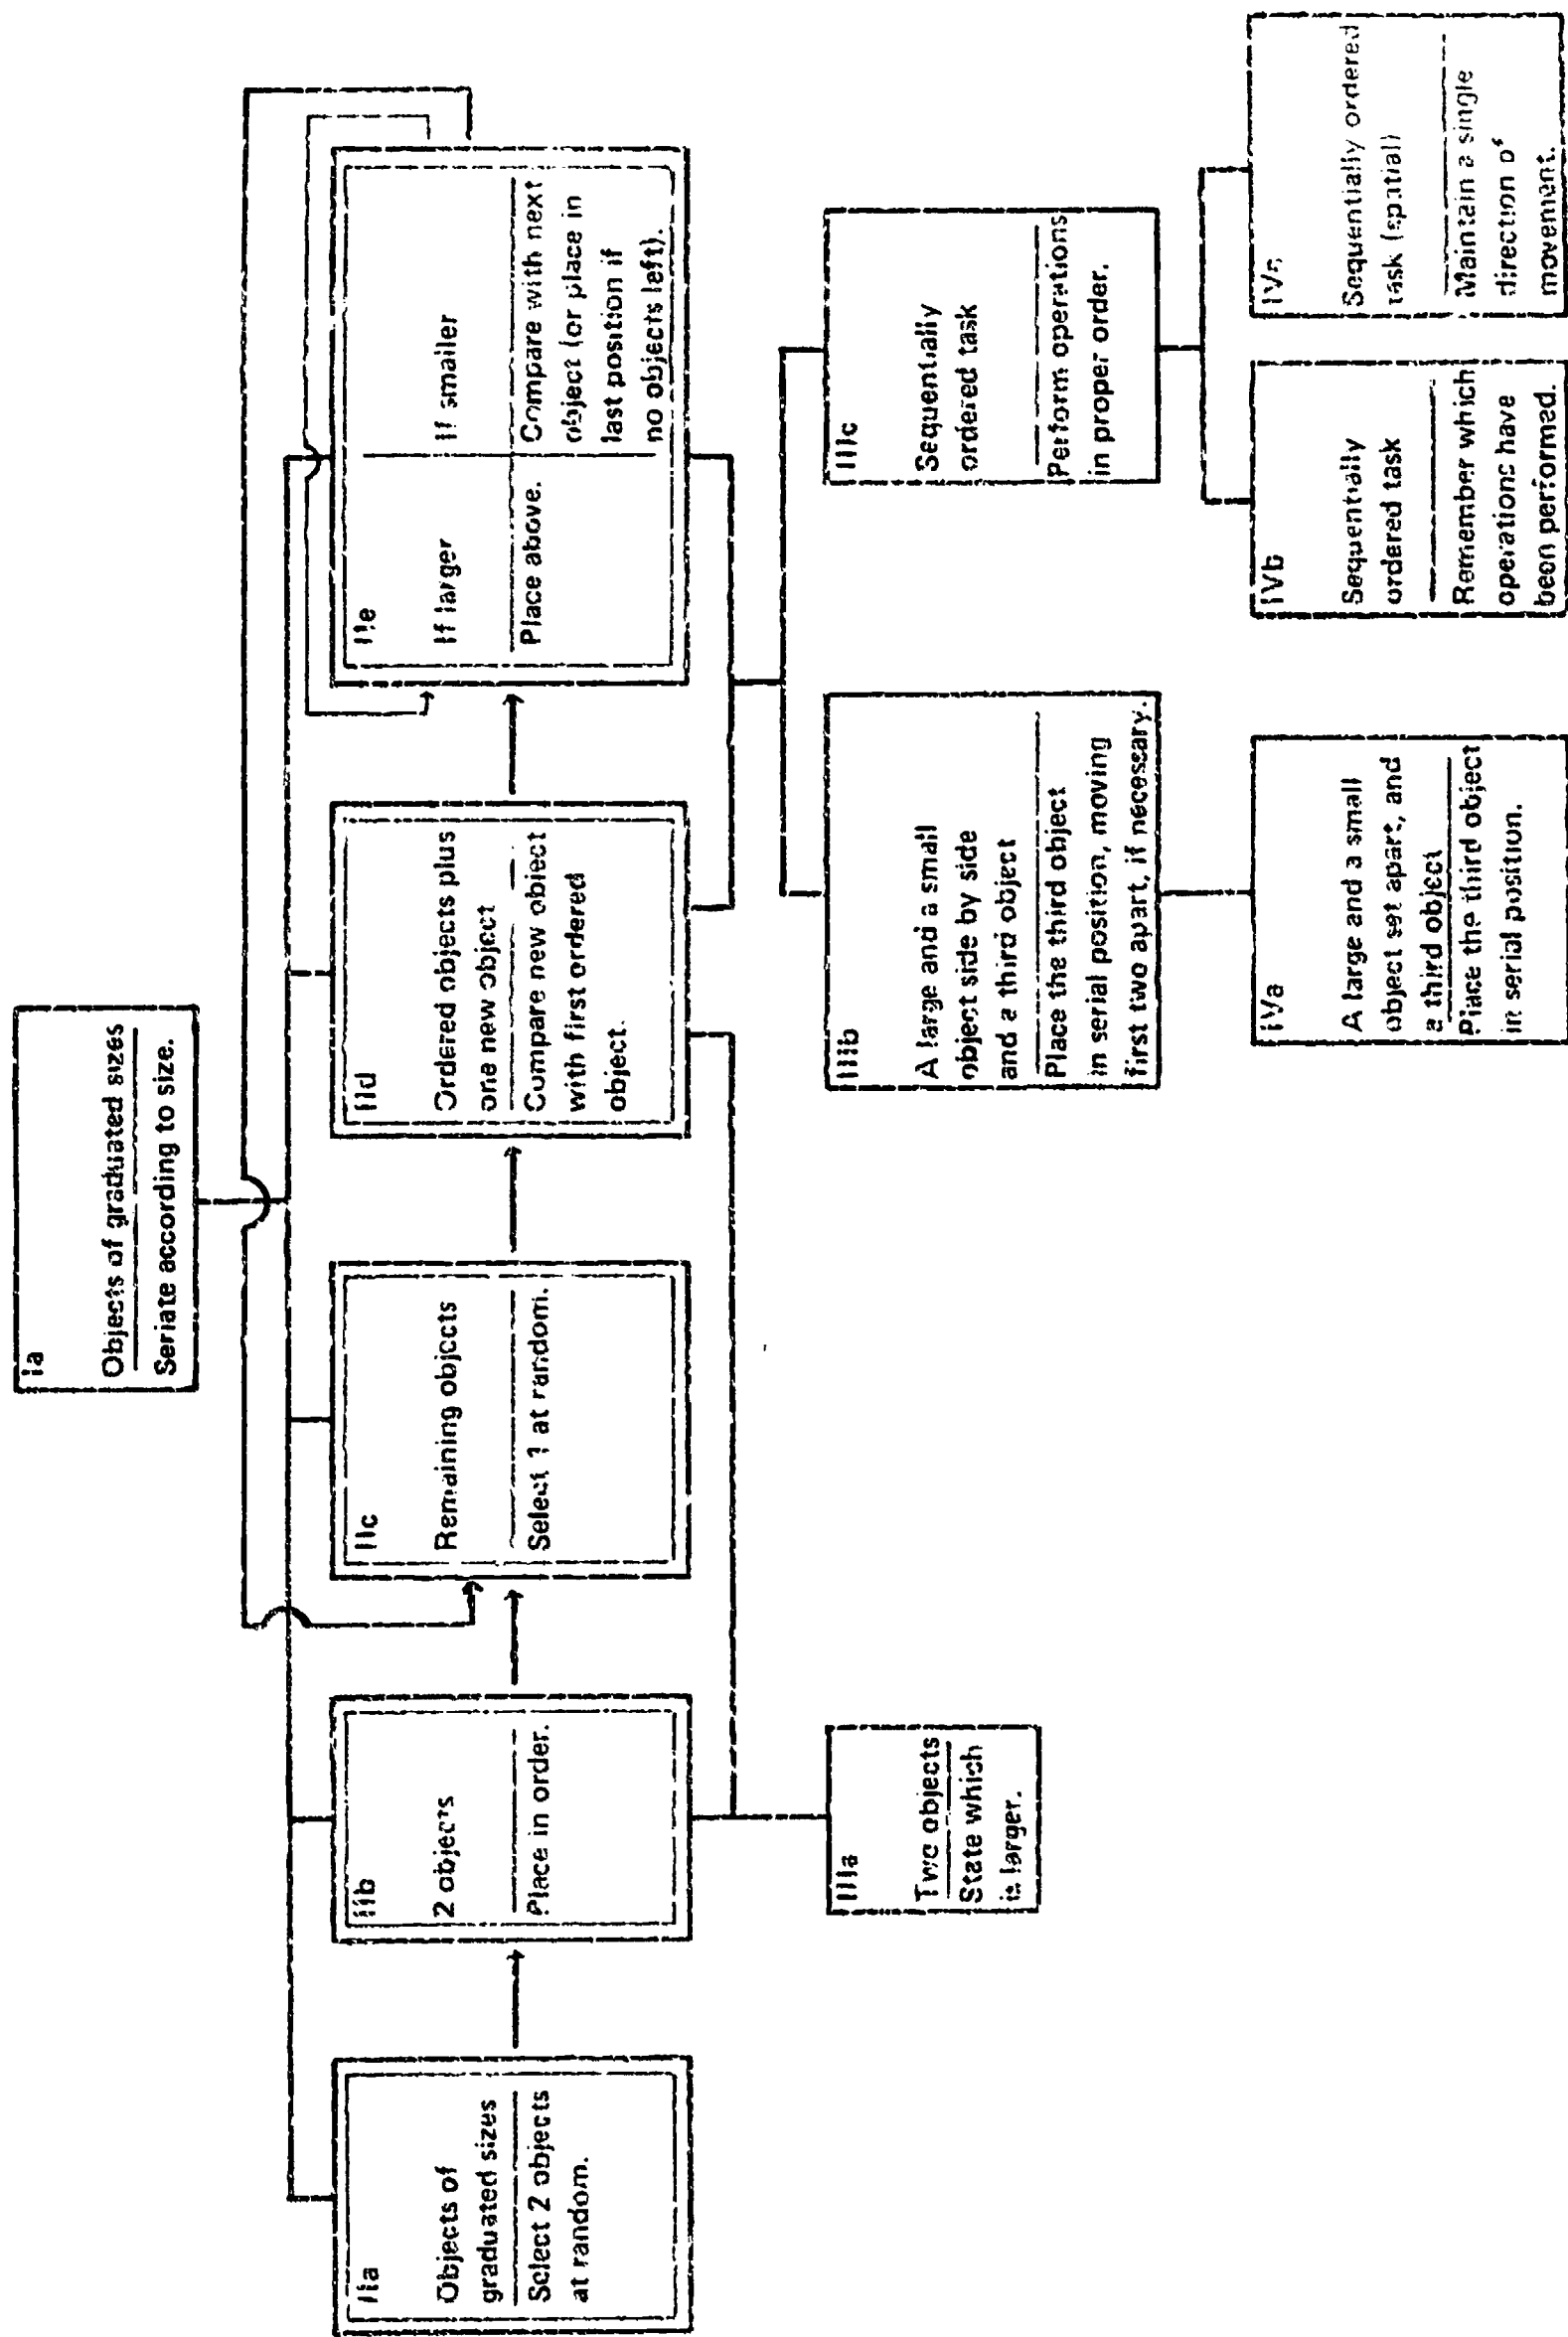 Ia
Objects of graduated sizes
Seriate according to size.
IIa
Objects of
graduated sizes
Select 2 objects
at random.
IIb
2 objects
Place in order.
IIc
Remaining objects
Select 1 at random.
IId
Ordered objects plus
one new object
Compare new object
with first ordered
object.
IIe
If larger
Place above.
If smaller
Compare with next
object (or place in
last position if
no objects left).
IIIa
Two objects
State which
is larger.
IIIb
A large and a small
object side by side
and a third object
Place the third object
in serial position, moving
first two apart, if necessary.
IIIc
Sequentially
ordered task
Perform operations
in proper order.
IVa
A large and a small
object set apart, and
a third object
Place the third object
in serial position.
IVb
Sequentially
ordered task
Remember which
operations have
been performed.
Sequentially ordered
task (spatial)
Maintain a single
direction of
movement.